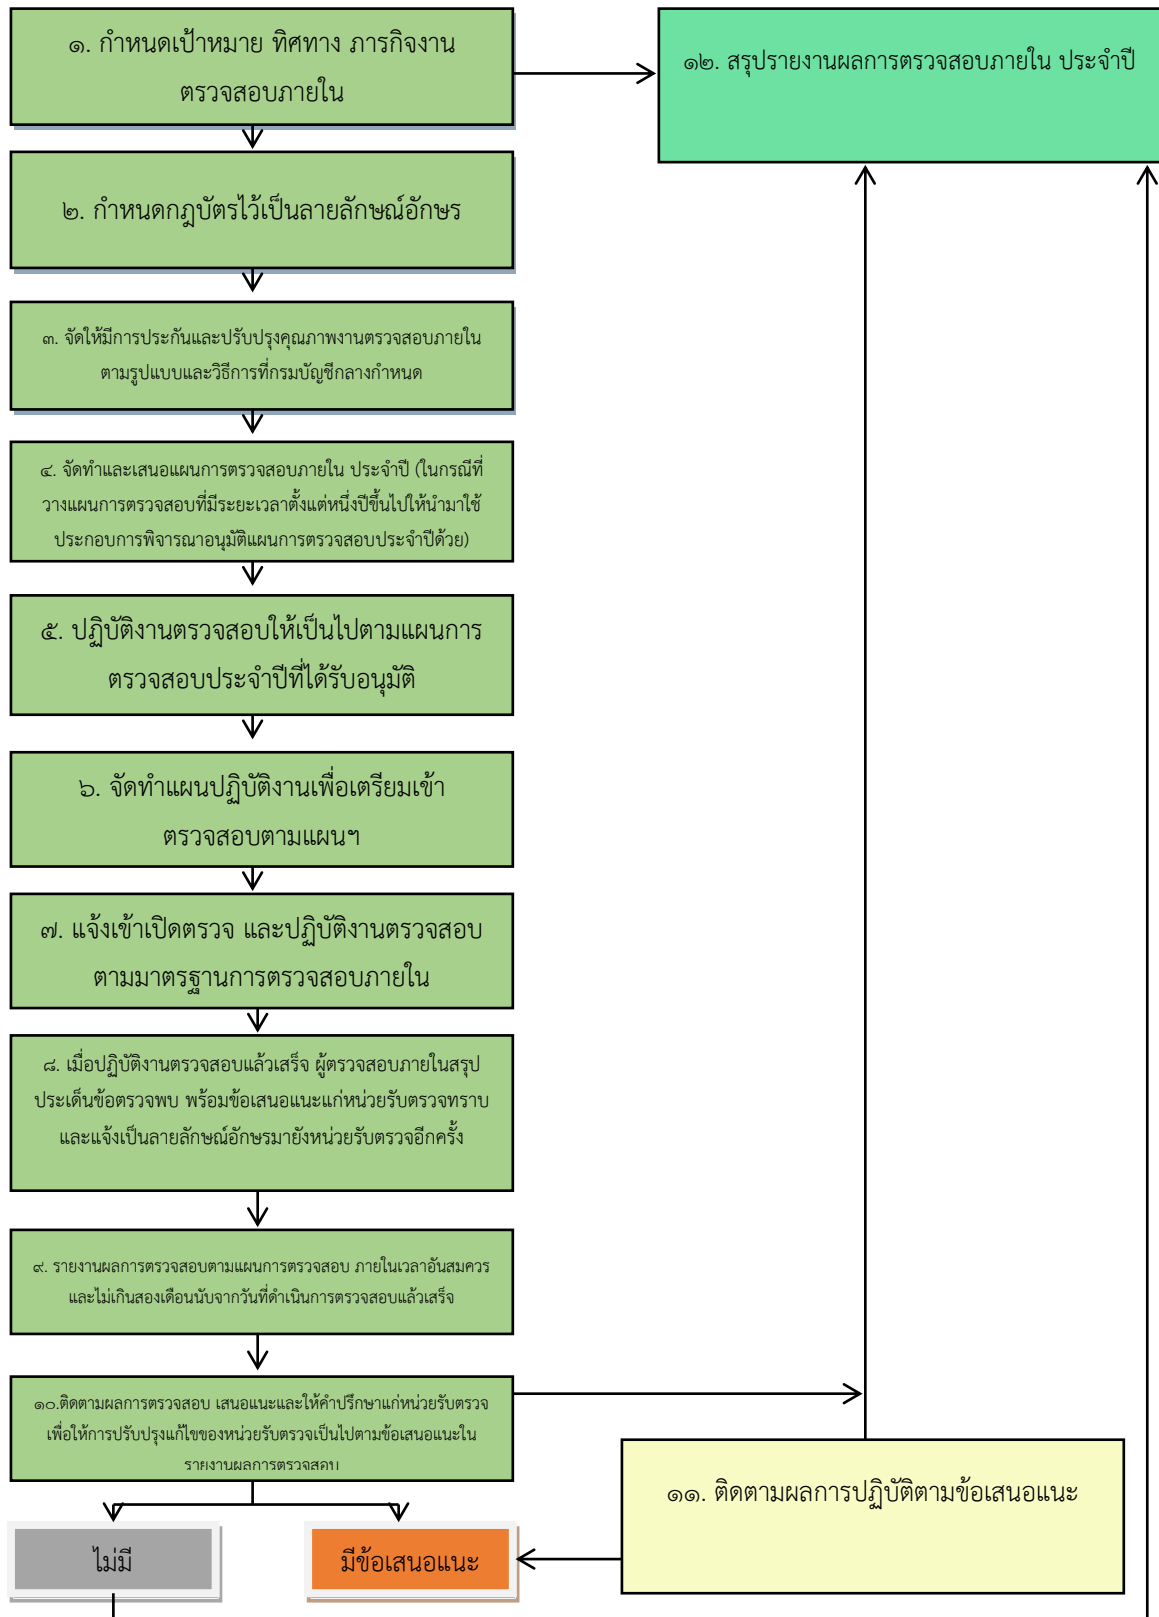 ๑. กำหนดเป้าหมาย ทิศทาง ภารกิจงาน
ตรวจสอบภายใน
๑๒. สรุปรายงานผลการตรวจสอบภายใน ประจำปี
๒. กำหนดกฎบัตรไว้เป็นลายลักษณ์อักษร
๓. จัดให้มีการประกันและปรับปรุงคุณภาพงานตรวจสอบภายใน
ตามรูปแบบและวิธีการที่กรมบัญชีกลางกำหนด
๔. จัดทำและเสนอแผนการตรวจสอบภายใน ประจำปี (ในกรณีที่
วางแผนการตรวจสอบที่มีระยะเวลาตั้งแต่หนึ่งปีขึ้นไปให้นำมาใช้
ประกอบการพิจารณาอนุมัติแผนการตรวจสอบประจำปีด้วย)
๕. ปฏิบัติงานตรวจสอบให้เป็นไปตามแผนการ
ตรวจสอบประจำปีที่ได้รับอนุมัติ
๖. จัดทำแผนปฏิบัติงานเพื่อเตรียมเข้า
ตรวจสอบตามแผนฯ
๗. แจ้งเข้าเปิดตรวจ และปฏิบัติงานตรวจสอบ
ตามมาตรฐานการตรวจสอบภายใน
๘. เมื่อปฏิบัติงานตรวจสอบแล้วเสร็จ ผู้ตรวจสอบภายในสรุป
ประเด็นข้อตรวจพบ พร้อมข้อเสนอแนะแก่หน่วยรับตรวจทราบ
และแจ้งเป็นลายลักษณ์อักษรมายังหน่วยรับตรวจอีกครั้ง
๙. รายงานผลการตรวจสอบตามแผนการตรวจสอบ ภายในเวลาอันสมควร
และไม่เกินสองเดือนนับจากวันที่ดำเนินการตรวจสอบแล้วเสร็จ
๑๐.ติดตามผลการตรวจสอบ เสนอแนะและให้คำปรึกษาแก่หน่วยรับตรวจ
เพื่อให้การปรับปรุงแก้ไขของหน่วยรับตรวจเป็นไปตามข้อเสนอแนะใน
รายงานผลการตรวจสอบ
๑๑. ติดตามผลการปฏิบัติตามข้อเสนอแนะ
ไม่มี
มีข้อเสนอแนะ